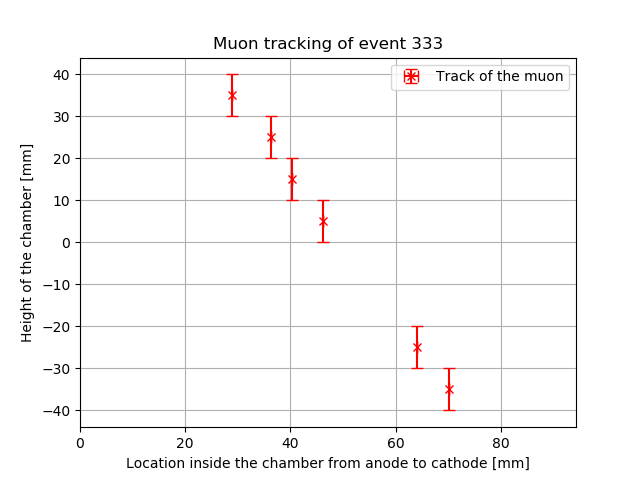 Muon tracking of event 333
Track of the muon
40
30
20
10
0
−10
−20
−30
−40
Height of the chamber [mm]
0 20 40 60 80
Location inside the chamber from anode to cathode [mm]